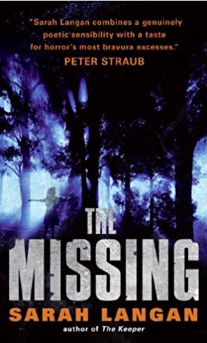 "Sarah Langan combines a genuinely
poetic sensibility with a taste
for horror's most bravura excesses."
PETER STRAUB
THE
MISSING
SARAH LANGAN
author of The Keeper